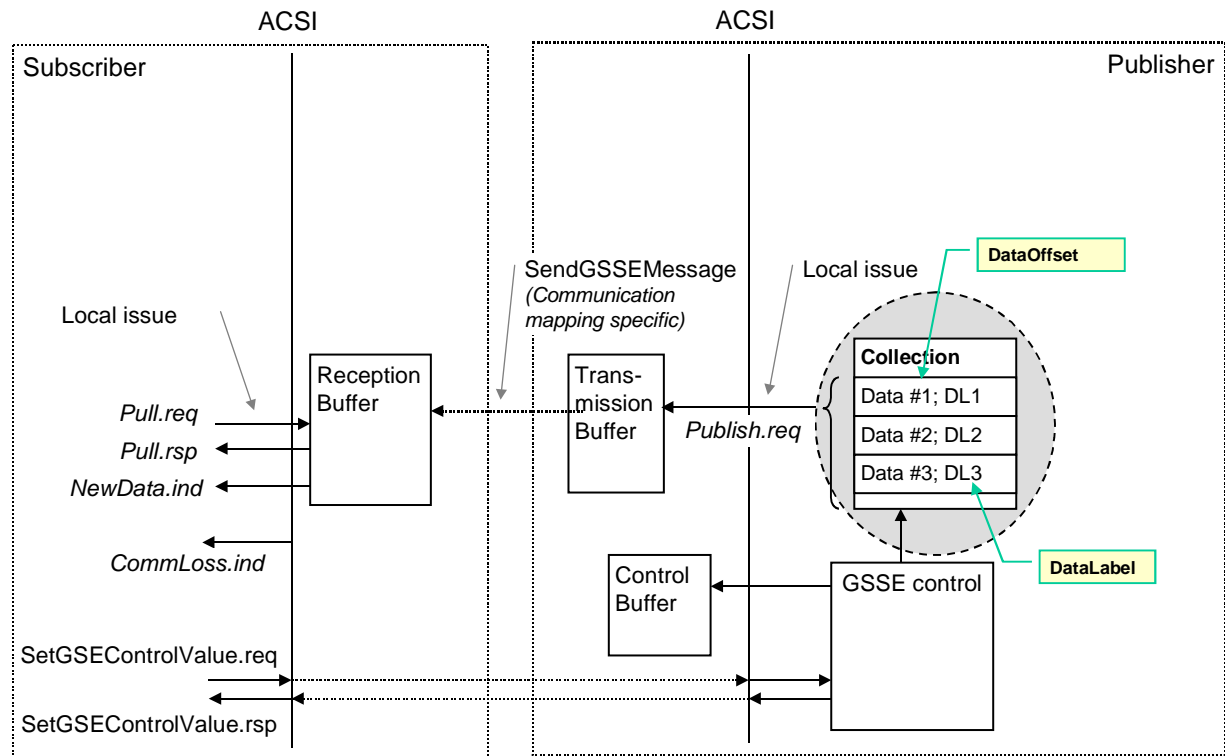 ACSI
ACSI
Subscriber
Publisher
DataOffset
SendGSSEMessage
(Communication
mapping specific)
Local issue
Local issue
Collection
Reception
Buffer
Trans-
mission
Buffer
Data #1; DL1
Pull.req
Publish.req
Data #2; DL2
Pull.rsp
Data #3; DL3
NewData.ind
CommLoss.ind
DataLabel
Control
Buffer
GSSE control
SetGSEControlValue.req
SetGSEControlValue.rsp